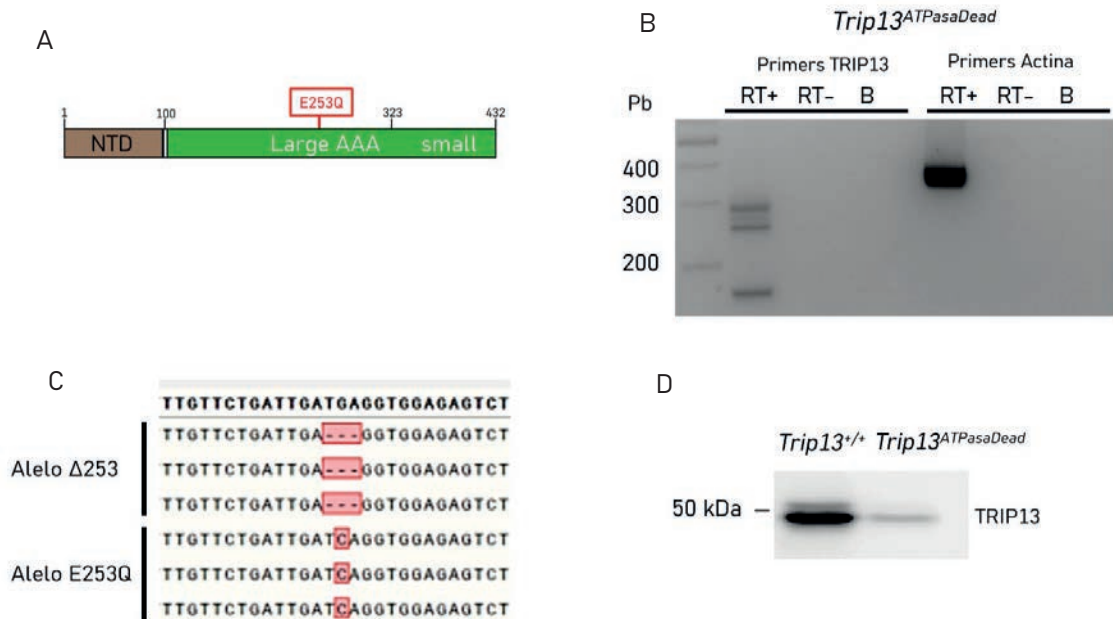 A
E253Q
1 100 323 432
NTD Large AAA small
B
Trip13ATPasaDead
Primers TRIP13 Primers Actina
Pb RT+ RT– B RT+ RT– B
400
300
200
C
TTGTTCTGATTGATGAGGTGGAGAGTCT
Alelo Δ253
TTGTTCTGATTGA---GGTGGAGAGTCT
TTGTTCTGATTGA---GGTGGAGAGTCT
TTGTTCTGATTGA---GGTGGAGAGTCT
Alelo E253Q
TTGTTCTGATTGATCAGGTGGAGAGTCT
TTGTTCTGATTGATCAGGTGGAGAGTCT
TTGTTCTGATTGATCAGGTGGAGAGTCT
D
Trip13+/+ Trip13ATPasaDead
50 kDa – TRIP13